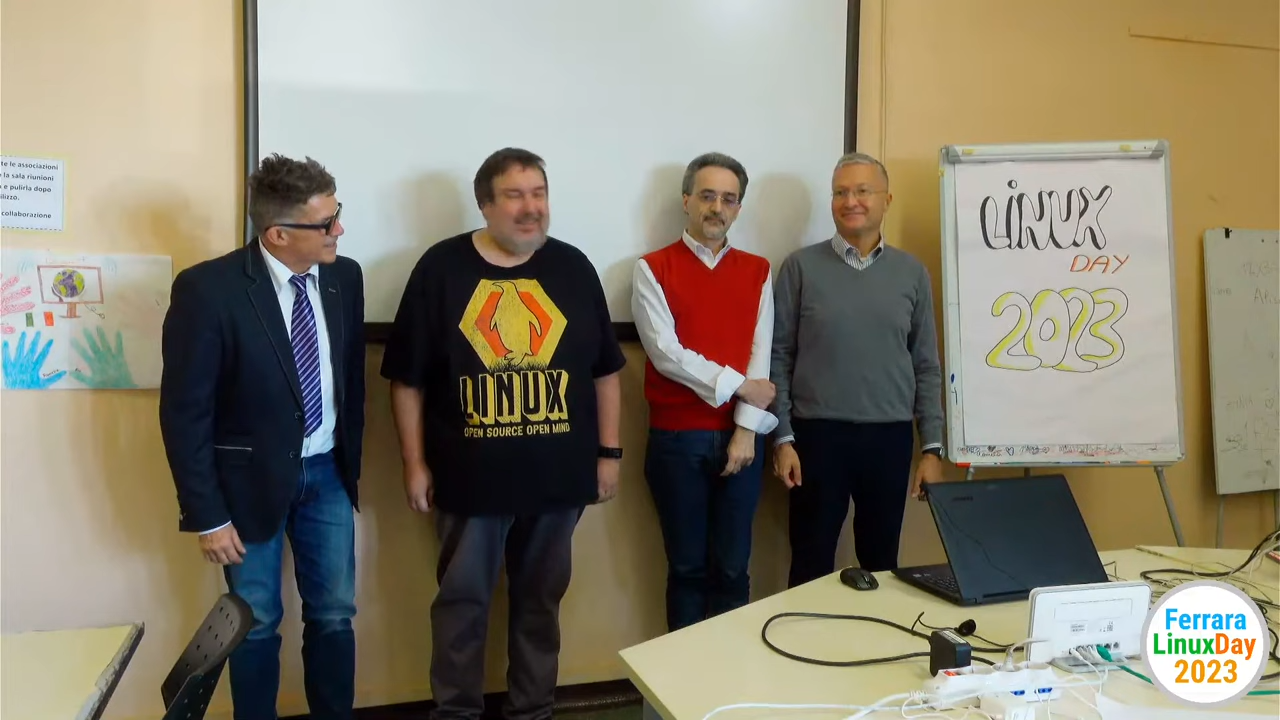 te le associazioni
la sala riunioni
e pulirla dopo
ilizzo.
collaborazione
LINUX
OPEN SOURCE OPEN MIND
LiNUX
DAY
2023
Ferrara
LinuxDay
2023